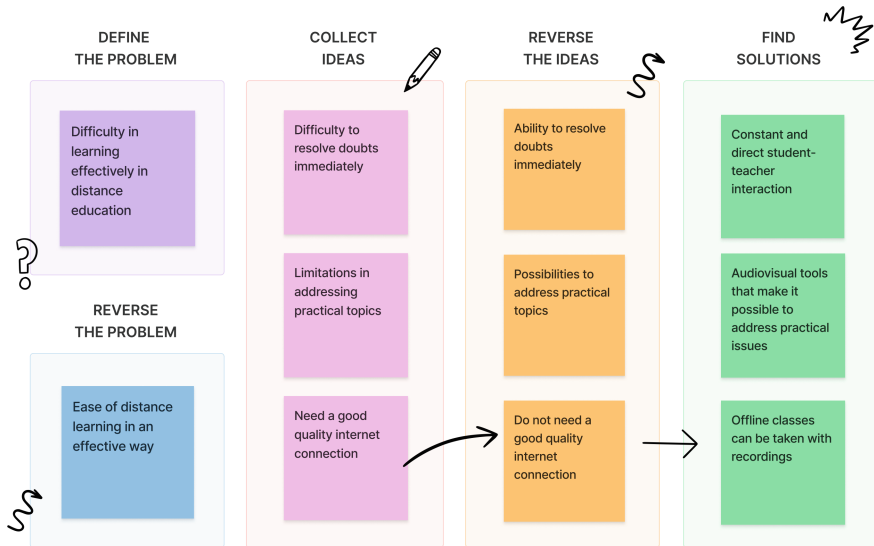 DEFINE
THE PROBLEM
Difficulty in
learning
effectively in
distance
education
?
REVERSE
THE PROBLEM
Ease of distance
learning in an
effective way
COLLECT
IDEAS
Difficulty to
resolve doubts
immediately
Limitations in
addressing
practical topics
Need a good
quality internet
connection
REVERSE
THE IDEAS
Ability to resolve
doubts
immediately
Possibilities to
address practical
topics
Do not need a
good quality
internet
connection
FIND
SOLUTIONS
Constant and
direct student-
teacher
interaction
Audiovisual tools
that make it
possible to
address practical
issues
Offline classes
can be taken with
recordings